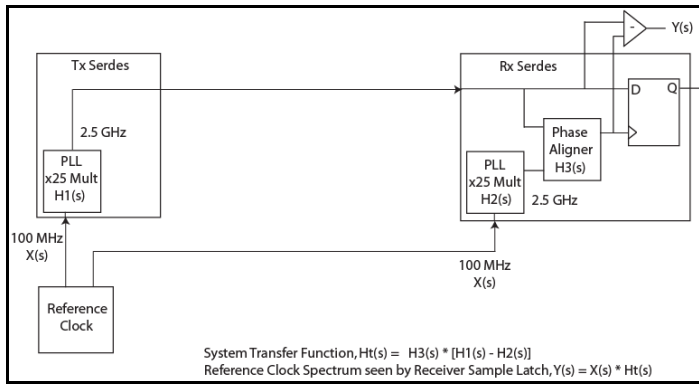 Y(s)
-
Tx Serdes
Rx Serdes
D
Q
2.5 GHz
PLL
x25 Mult
H1(s)
Phase
Aligner
H3(s)
PLL
x25 Mult
H2(s)
2.5 GHz
100 MHz
X(s)
100 MHz
X(s)
Reference
Clock
System Transfer Function, Ht(s) = H3(s) * [H1(s) - H2(s)]
Reference Clock Spectrum seen by Receiver Sample Latch, Y(s) = X(s) * Ht(s)